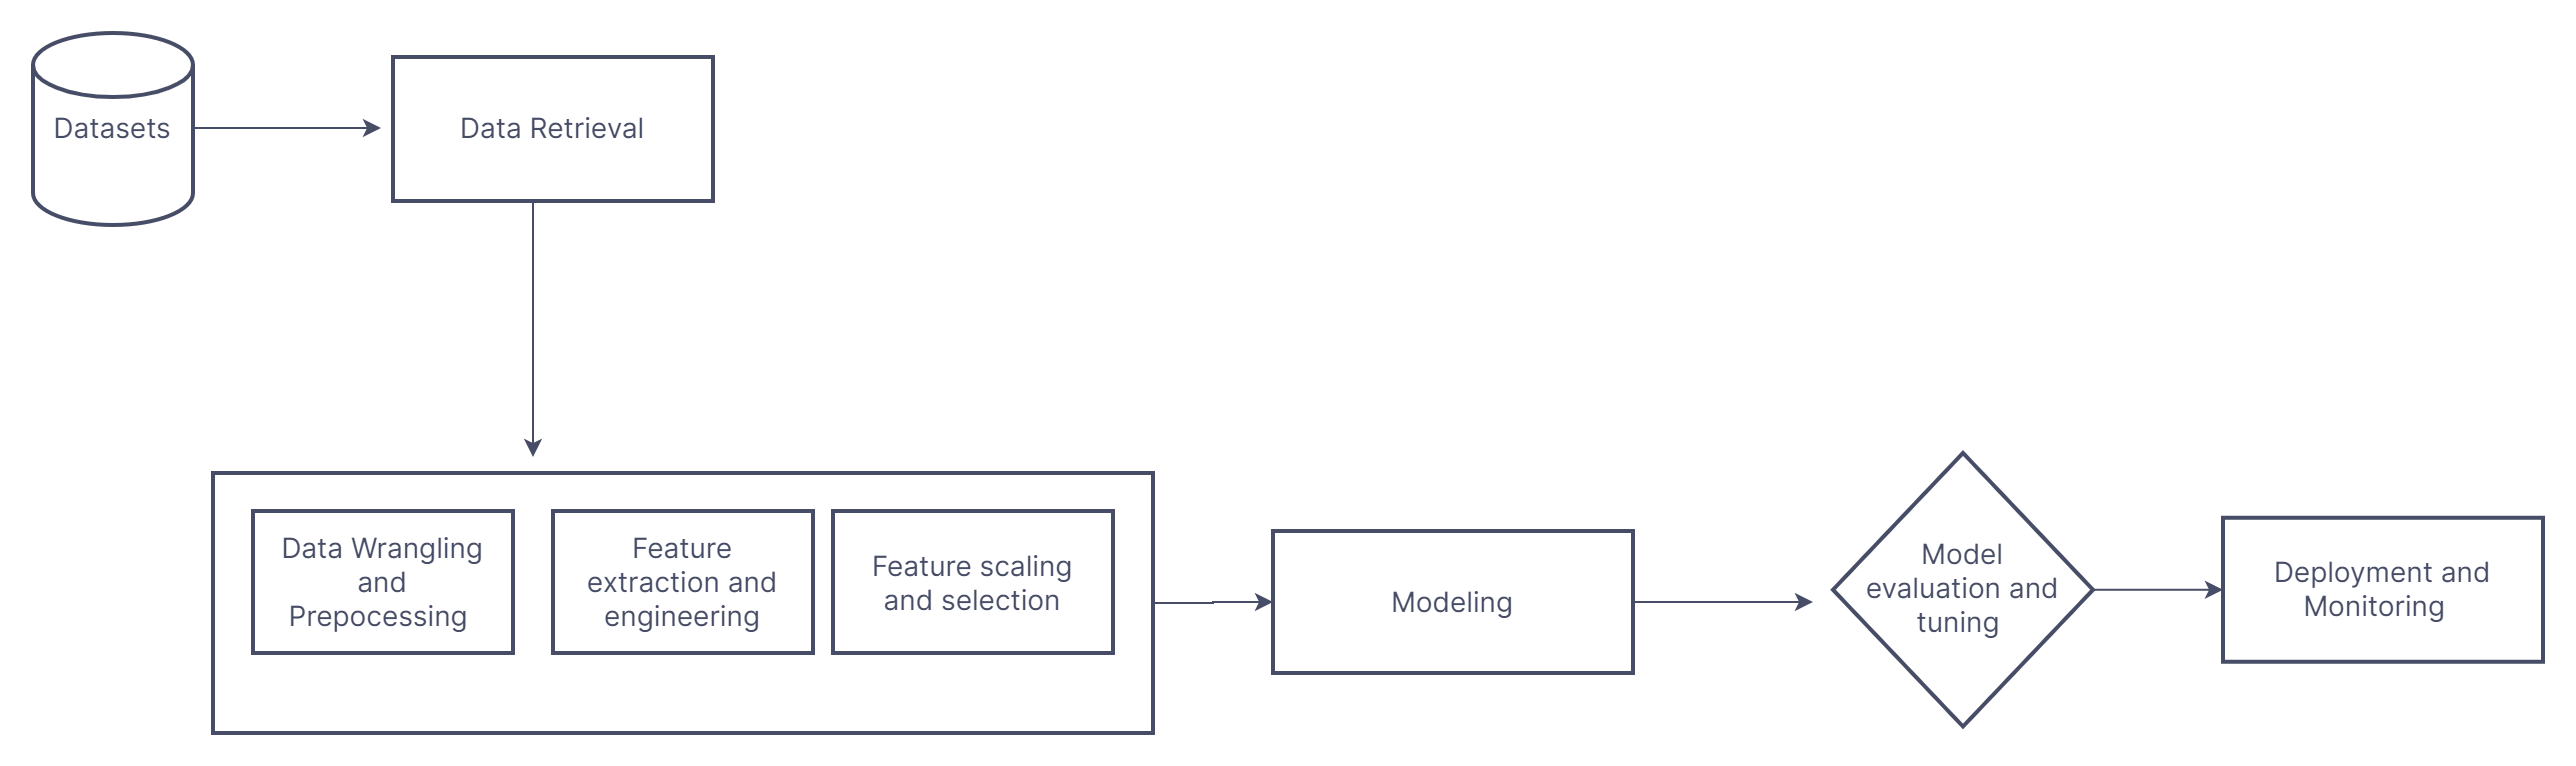 Datasets
Data Retrieval
Data Wrangling
and
Prepocessing
Feature
extraction and
engineering
Feature scaling
and selection
Modeling
Model
evaluation and
tuning
Deployment and
Monitoring